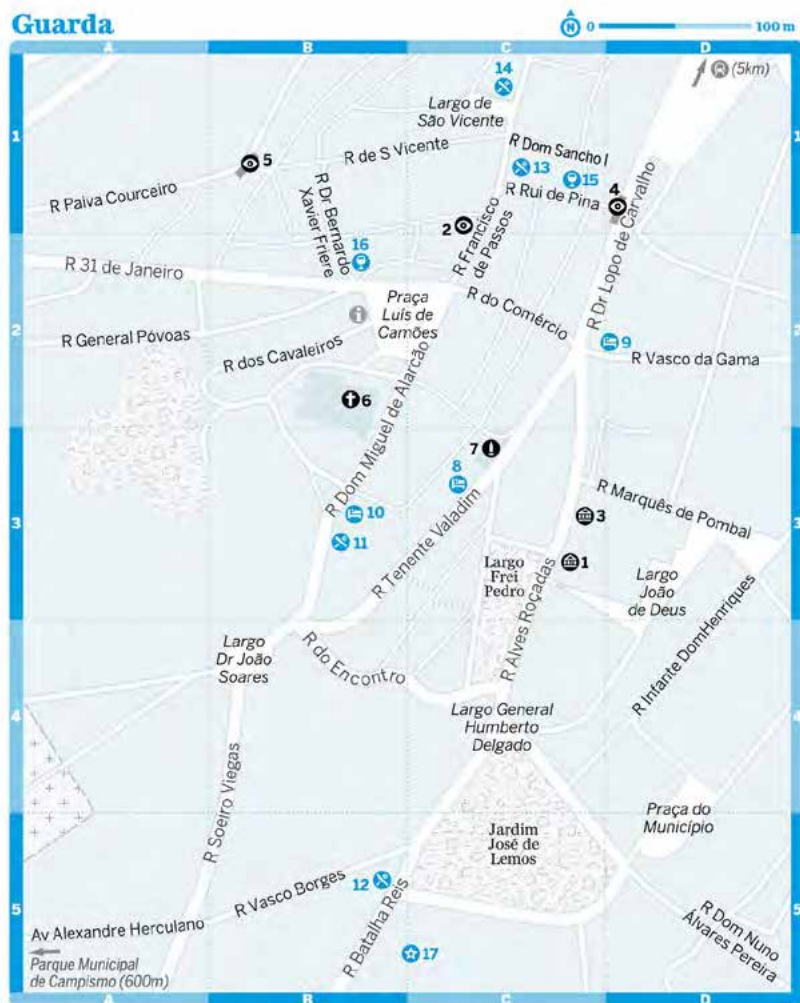 Guarda
N 0 100 m
A B C D
14
(5km)
Largo de
São Vicente
1 1
R Dom Sancho I
5
R de S Vicente
13
15
4
R Paiva Courceiro
R Rui de Pina
R Dr Bernardo
Xavier Friere
16
2
R Francisco
de Passos
R Dr Lopo de Carvalho
R 31 de Janeiro
Praça
Luís de
Camões
R do Comércio
2 2
R General Póvoas
R dos Cavaleiros
9
R Vasco da Gama
6
R Dom Miguel de Alarcão
7
8
R Marquês de Pombal
10
3
3 3
11
R Tenente Valadim
1
Largo
Frei
Pedro
Largo
João
de Deus
R Alves Roçadas
R Infante DomHenriques
Largo
Dr João
Soares
R do Encontro
4 4
Largo General
Humberto
Delgado
R Soeiro Viegas
Praça do
Município
Jardim
José de
Lemos
12
R Vasco Borges
5 5
Av Alexandre Herculano
R Batalha Reis
R Dom Nuno
Álvares Pereira
17
Parque Municipal
de Campismo (600m)
A B C D